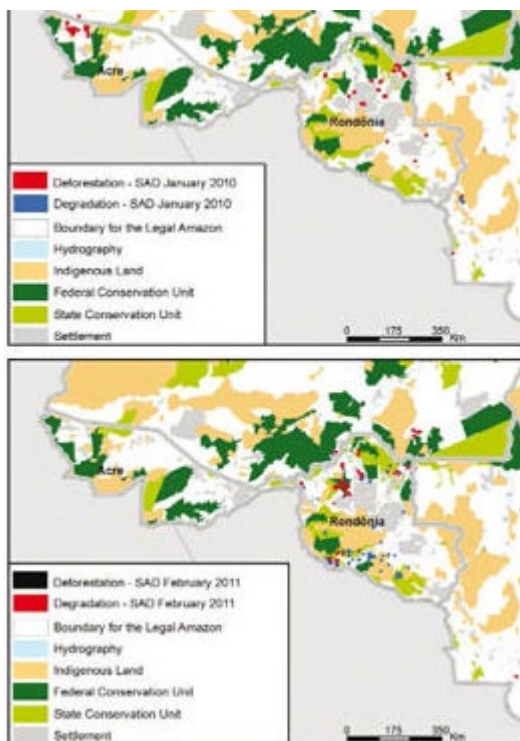 Acre
Rondônia
Deforestation - SAD January 2010
Degradation - SAD January 2010
Boundary for the Legal Amazon
Hydrography
Indigenous Land
Federal Conservation Unit
State Conservation Unit
Settlement
0 175 350
Km
Acre
Rondônia
Deforestation - SAD February 2011
Degradation - SAD February 2011
Boundary for the Legal Amazon
Hydrography
Indigenous Land
Federal Conservation Unit
State Conservation Unit
Settlement
0 175 350
Km